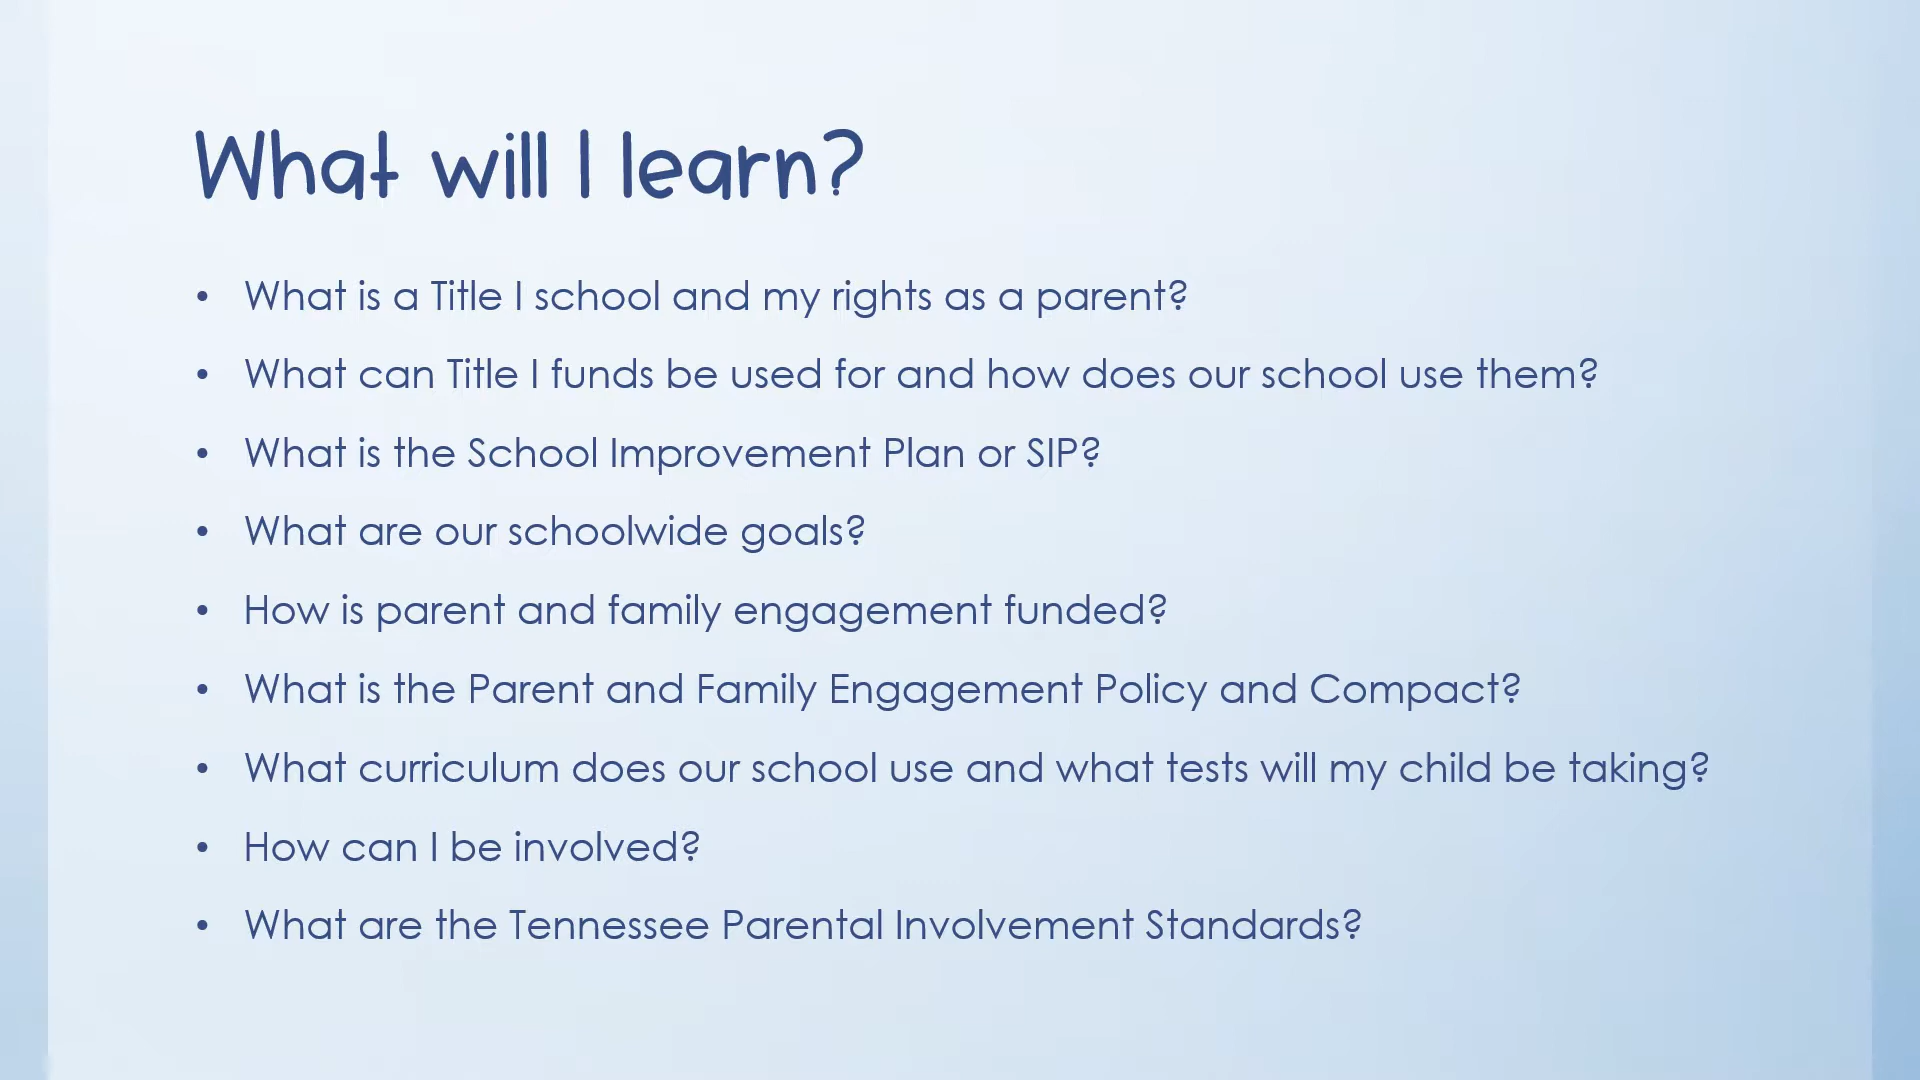 What will I learn?
• What is a Title I school and my rights as a parent?
• What can Title I funds be used for and how does our school use them?
• What is the School Improvement Plan or SIP?
• What are our schoolwide goals?
• How is parent and family engagement funded?
• What is the Parent and Family Engagement Policy and Compact?
• What curriculum does our school use and what tests will my child be taking?
• How can I be involved?
• What are the Tennessee Parental Involvement Standards?